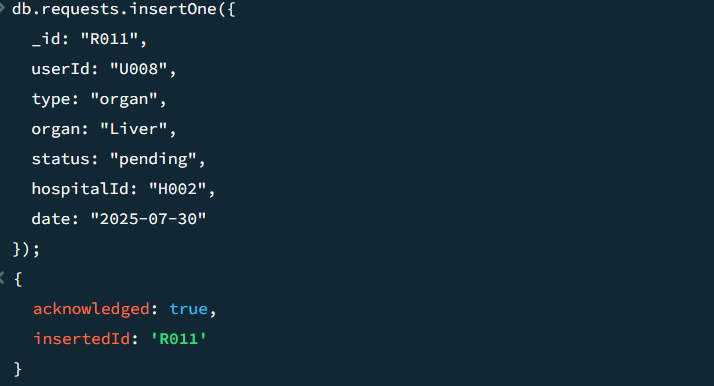 db.requests.insertOne({
_id: "R011",
userId: "U008",
type: "organ",
organ: "Liver",
status: "pending",
hospitalId: "H002",
date: "2025-07-30"
});
{
acknowledged: true,
insertedId: 'R011'
}